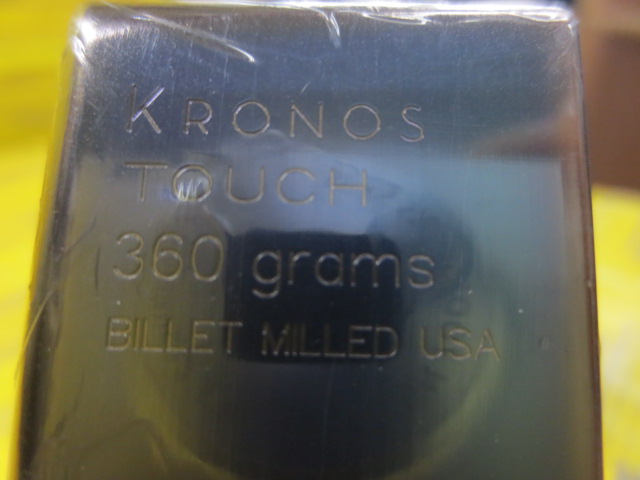 KRONOS
TOUCH
360 grams
BILLET MILLED USA